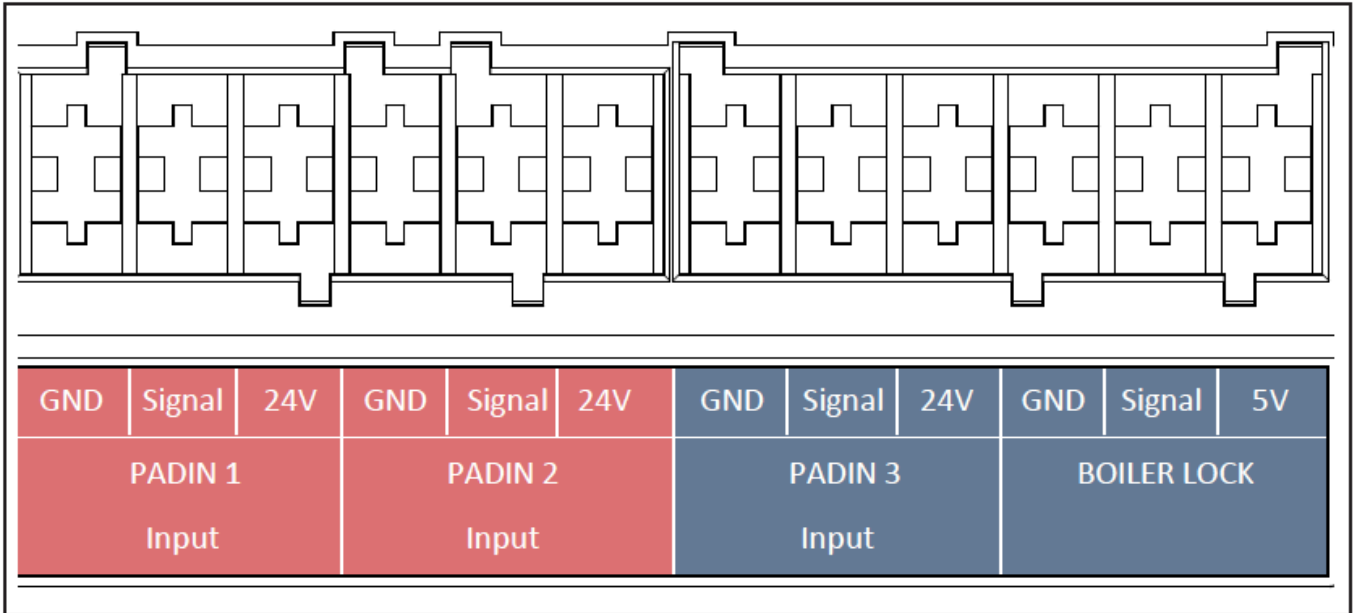 GND Signal 24V GND Signal 24V GND Signal 24V GND Signal 5V
PADIN 1 PADIN 2 PADIN 3 BOILER LOCK
Input Input Input